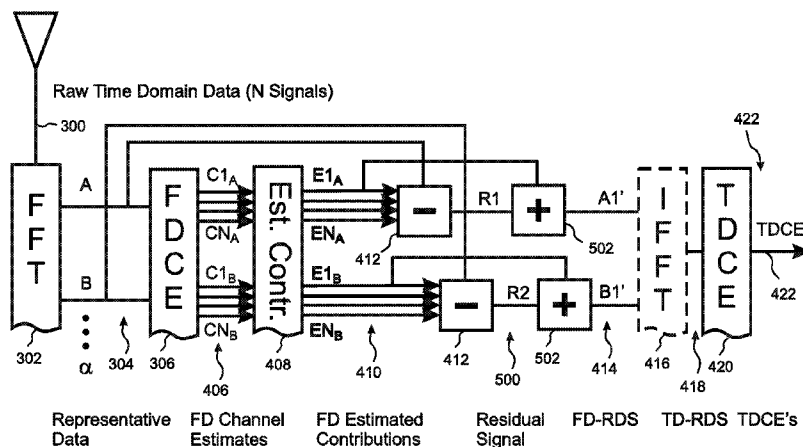 Raw Time Domain Data (N Signals)
300
422
A
C1A
E1A
FFT
FDCE
Est. Contr.
−
R1
+
A1'
IFFT
TDCE
TDCE
422
CNA
ENA
412
502
B
C1B
E1B
−
R2
+
B1'
CNB
ENB
302
304
306
406
408
410
412
500
502
414
416
418
420
α
Representative Data
FD Channel Estimates
FD Estimated Contributions
Residual Signal
FD-RDS
TD-RDS
TDCE's